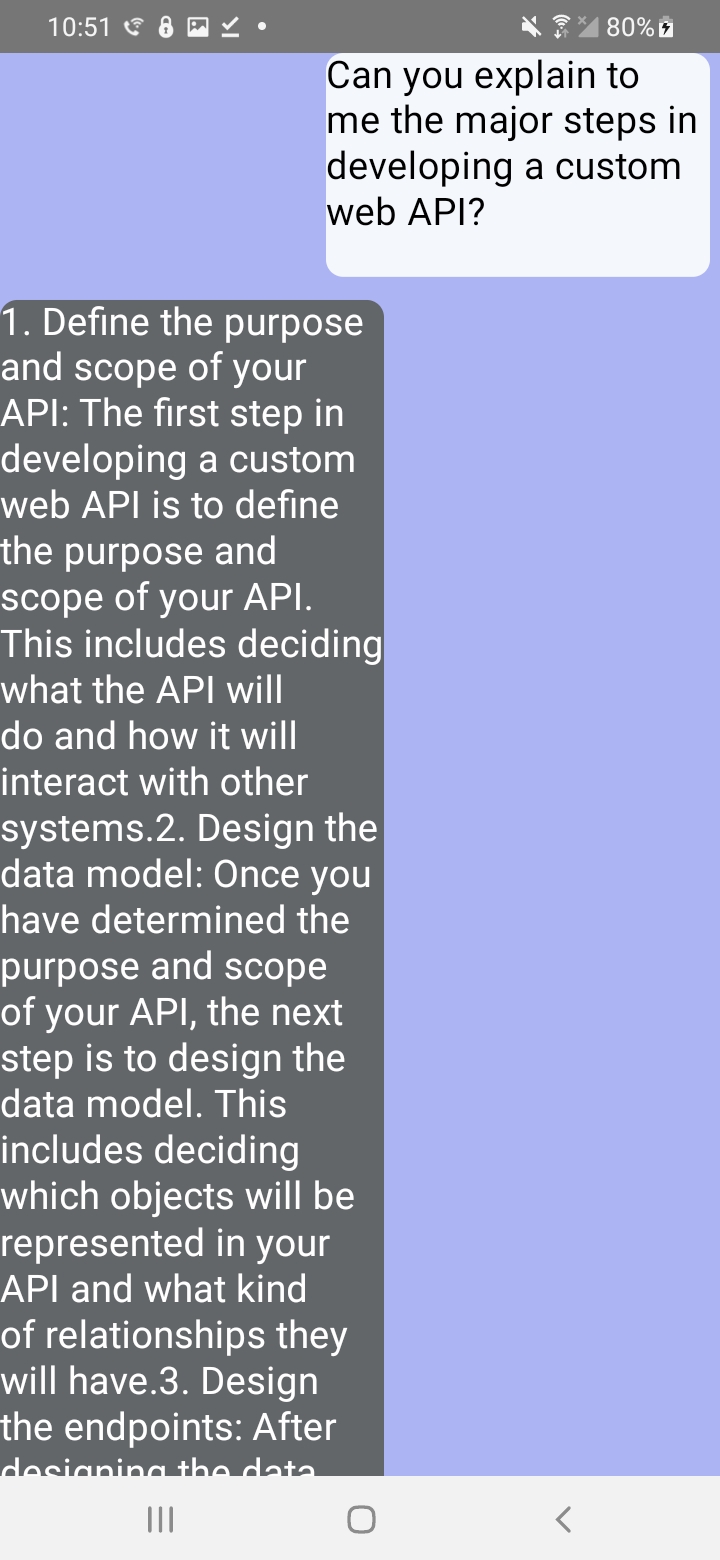 10:51
80%
Can you explain to
me the major steps in
developing a custom
web API?
1. Define the purpose
and scope of your
API: The first step in
developing a custom
web API is to define
the purpose and
scope of your API.
This includes deciding
what the API will
do and how it will
interact with other
systems.2. Design the
data model: Once you
have determined the
purpose and scope
of your API, the next
step is to design the
data model. This
includes deciding
which objects will be
represented in your
API and what kind
of relationships they
will have.3. Design
the endpoints: After
designing the data